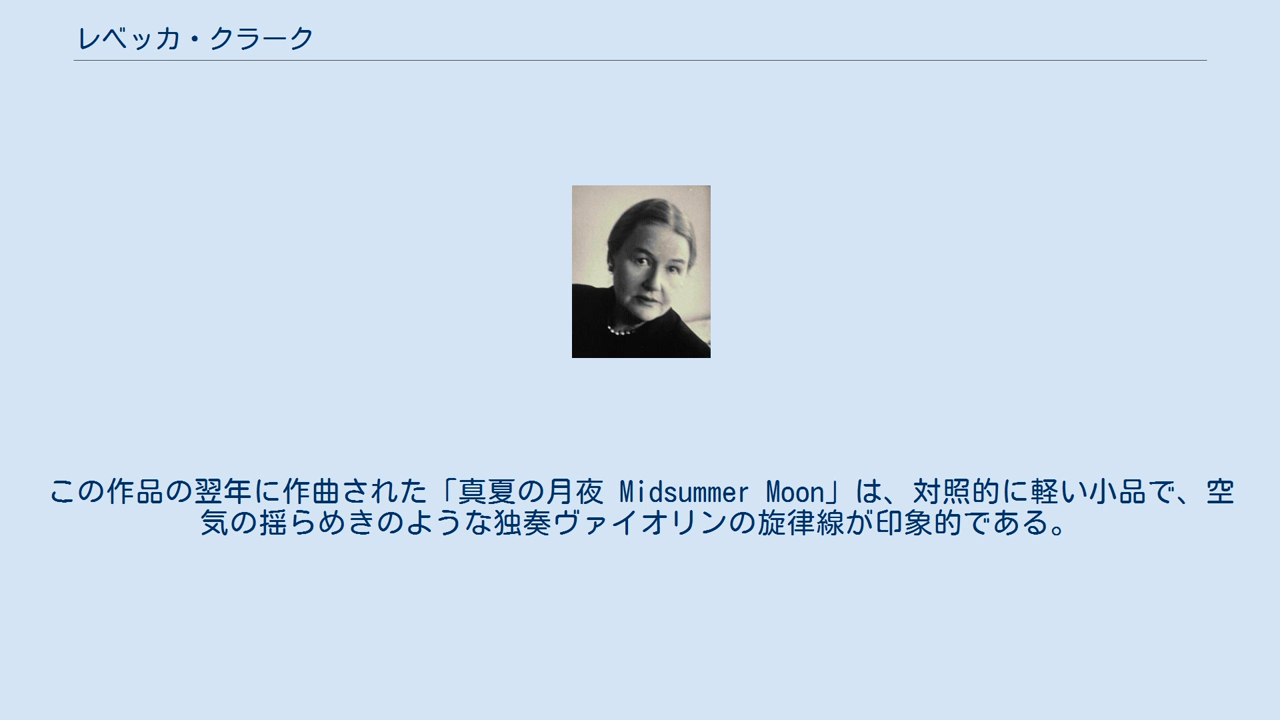 レベッカ・クラーク
この作品の翌年に作曲された「真夏の月夜 Midsummer Moon」は、対照的に軽い小品で、空
気の揺らめきのような独奏ヴァイオリンの旋律線が印象的である。